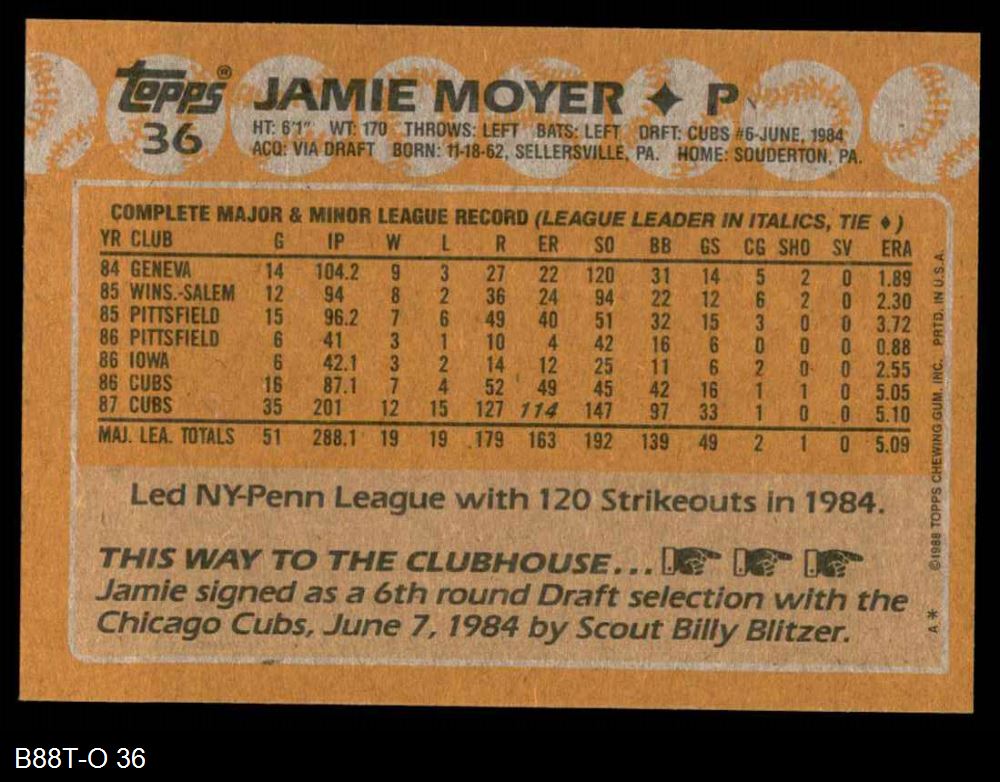 topps® JAMIE MOYER ✦ P
36 HT: 6'1" WT: 170 THROWS: LEFT BATS: LEFT DRFT: CUBS #6-JUNE, 1984
ACQ: VIA DRAFT BORN: 11-18-62, SELLERSVILLE, PA. HOME: SOUDERTON, PA.
COMPLETE MAJOR & MINOR LEAGUE RECORD (LEAGUE LEADER IN ITALICS, TIE ♦)
YR CLUB G IP W L R ER SO BB GS CG SHO SV ERA
84 GENEVA 14 104.2 9 3 27 22 120 31 14 5 2 0 1.89
85 WINS.-SALEM 12 94 8 2 36 24 94 22 12 6 2 0 2.30
85 PITTSFIELD 15 96.2 7 6 49 40 51 32 15 3 0 0 3.72
86 PITTSFIELD 6 41 3 1 10 4 42 16 6 0 0 0 0.88
86 IOWA 6 42.1 3 2 14 12 25 11 6 2 0 0 2.55
86 CUBS 16 87.1 7 4 52 49 45 42 16 1 1 0 5.05
87 CUBS 35 201 12 15 127 114 147 97 33 1 0 0 5.10
MAJ. LEA. TOTALS 51 288.1 19 19 179 163 192 139 49 2 1 0 5.09
Led NY-Penn League with 120 Strikeouts in 1984.
THIS WAY TO THE CLUBHOUSE...
Jamie signed as a 6th round Draft selection with the
Chicago Cubs, June 7, 1984 by Scout Billy Blitzer.
A* ©1988 TOPPS CHEWING GUM, INC. PRTD. IN U.S.A.
B88T-O 36